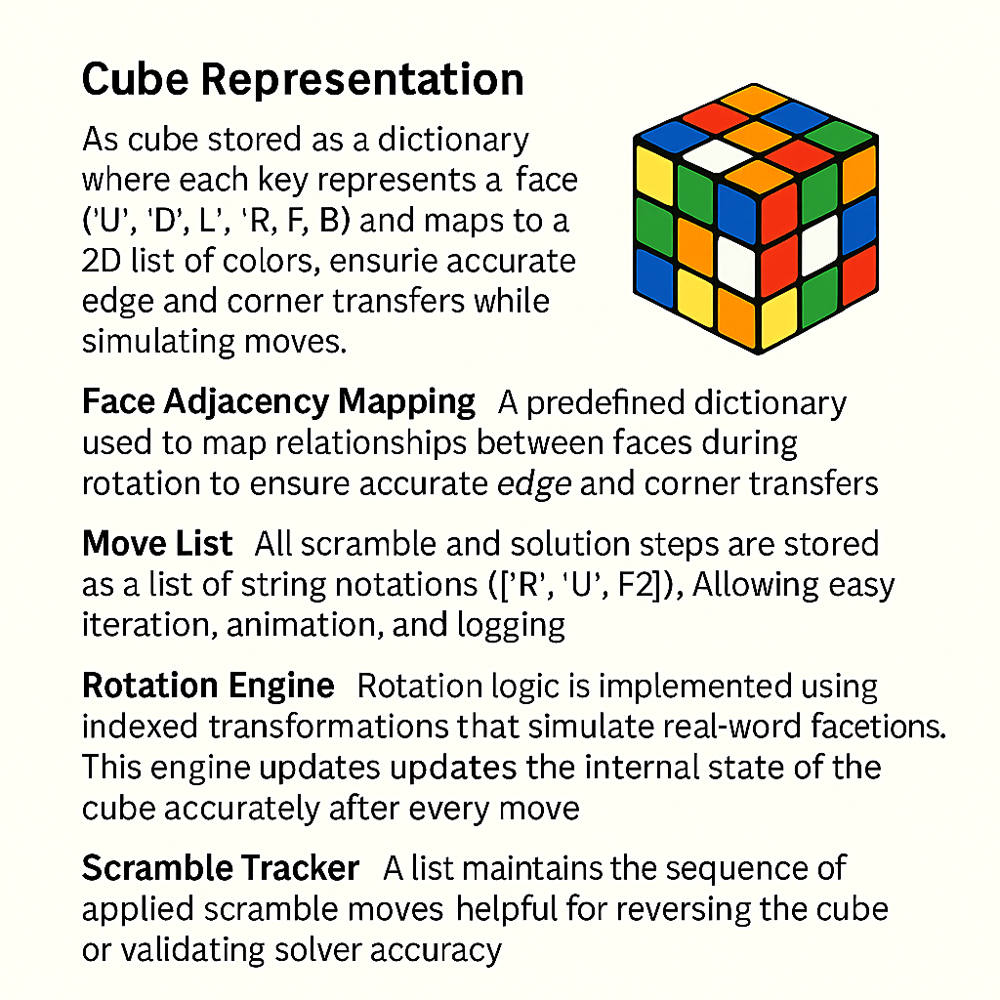 Cube Representation
As cube stored as a dictionary
where each key represents a face
('U', 'D', L', 'R, F, B) and maps to a
2D list of colors, ensurie accurate
edge and corner transfers while
simulating moves.
Face Adjacency Mapping A predefined dictionary
used to map relationships between faces during
rotation to ensure accurate edge and corner transfers
Move List All scramble and solution steps are stored
as a list of string notations (['R', 'U', F2]), Allowing easy
iteration, animation, and logging
Rotation Engine Rotation logic is implemented using
indexed transformations that simulate real-word facetions.
This engine updates updates the internal state of the
cube accurately after every move
Scramble Tracker A list maintains the sequence of
applied scramble moves helpful for reversing the cube
or validating solver accuracy